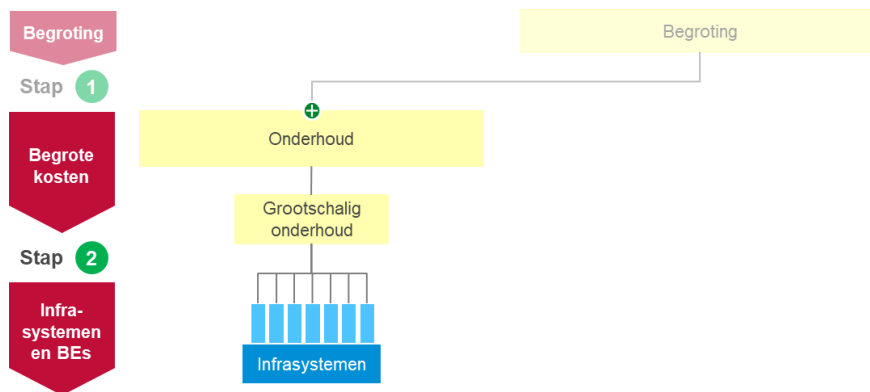 Begroting
Begroting
Stap 1
Onderhoud
Begrote
kosten
Grootschalig
onderhoud
Stap 2
Infra-
systemen
en BEs
Infrasystemen